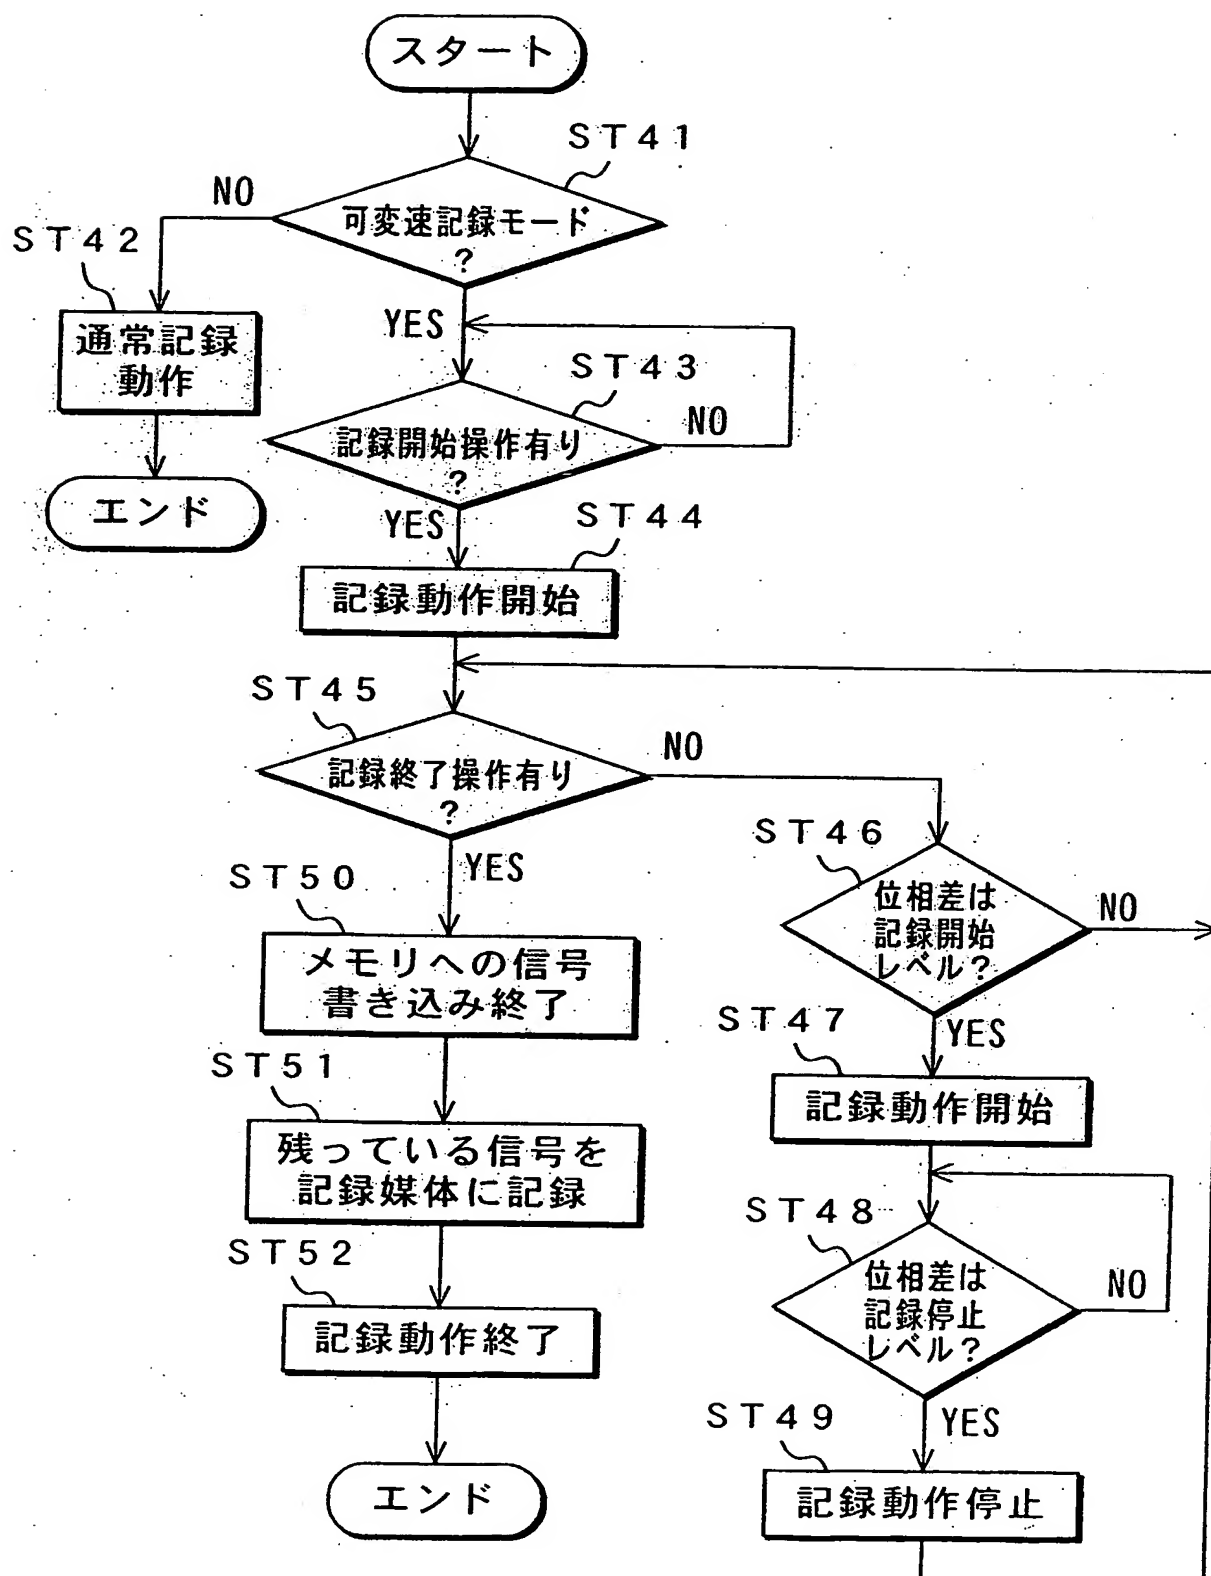 スタート
ST41
NO
可変速記録モード
?
ST42
YES
通常記録
動作
ST43
NO
記録開始操作有り
?
エンド
YES
ST44
記録動作開始
ST45
NO
記録終了操作有り
?
ST46
YES
ST50
位相差は
記録開始
レベル?
NO
メモリへの信号
書き込み終了
ST47
YES
ST51
記録動作開始
残っている信号を
記録媒体に記録
ST48
ST52
位相差は
記録停止
レベル?
NO
記録動作終了
ST49
YES
エンド
記録動作停止